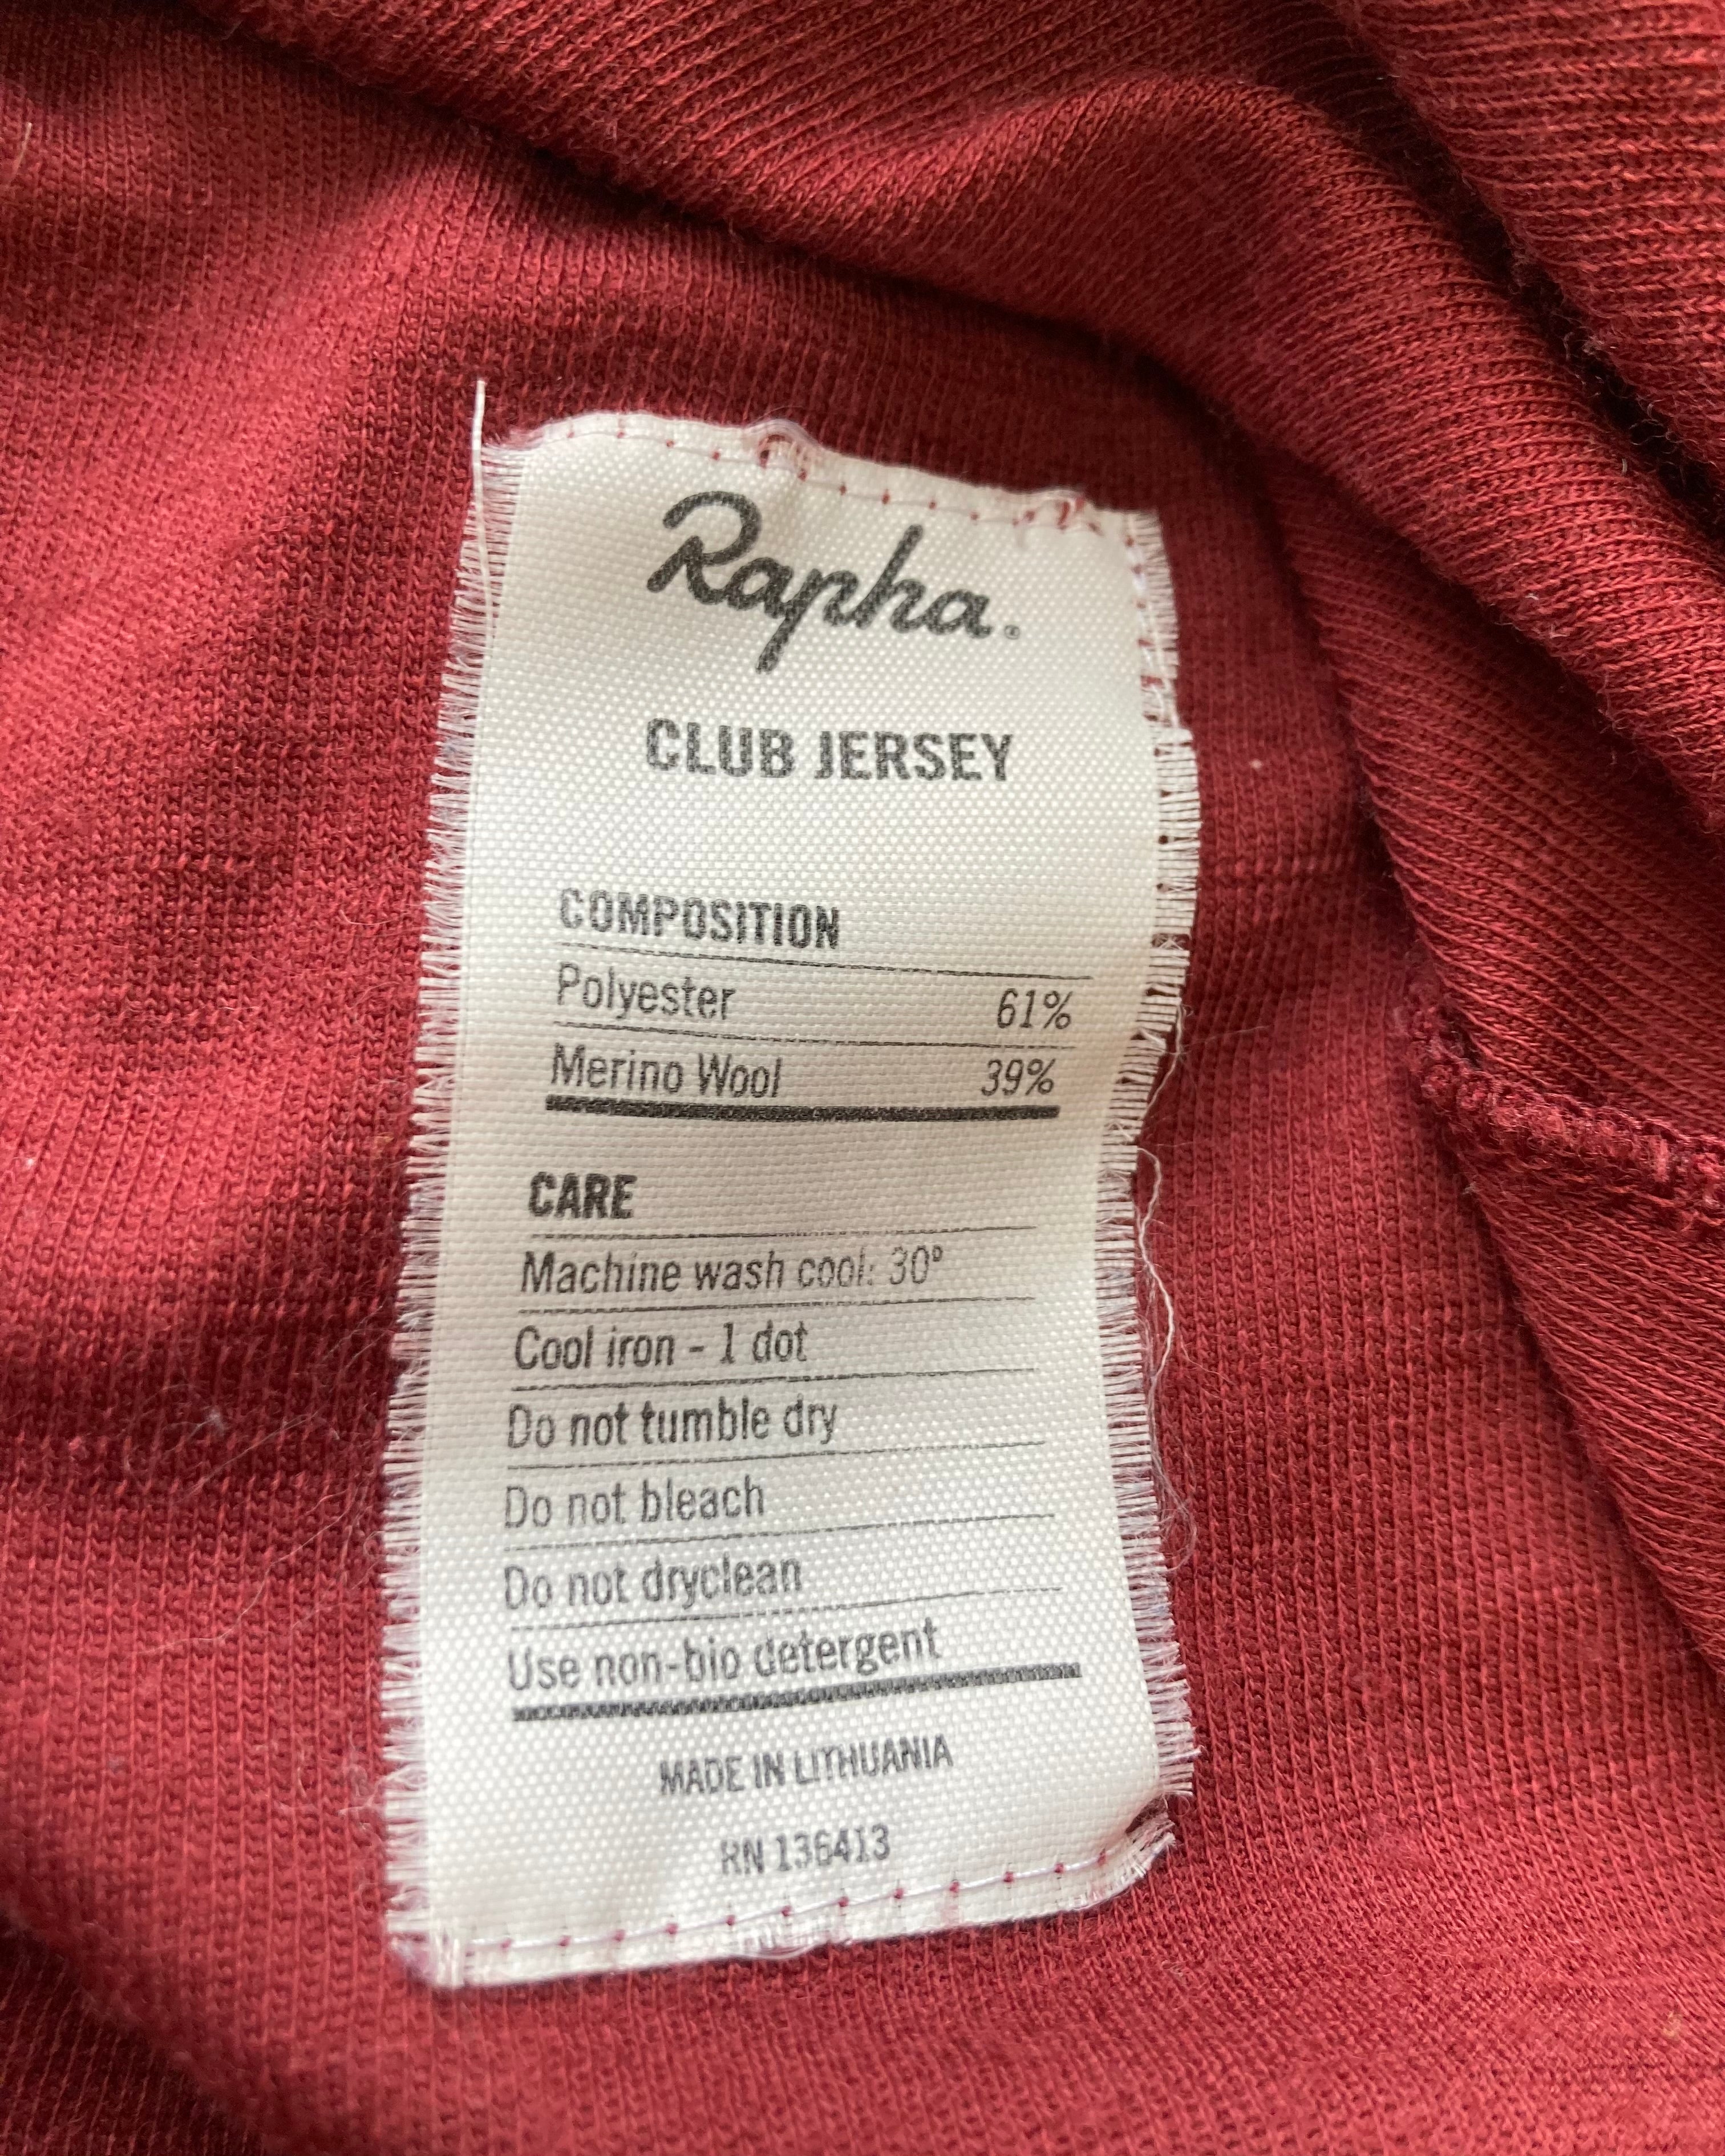 Rapha.®
CLUB JERSEY
COMPOSITION
Polyester 61%
Merino Wool 39%
CARE
Machine wash cool: 30°
Cool iron - 1 dot
Do not tumble dry
Do not bleach
Do not dryclean
Use non-bio detergent
MADE IN LITHUANIA
RN 136413